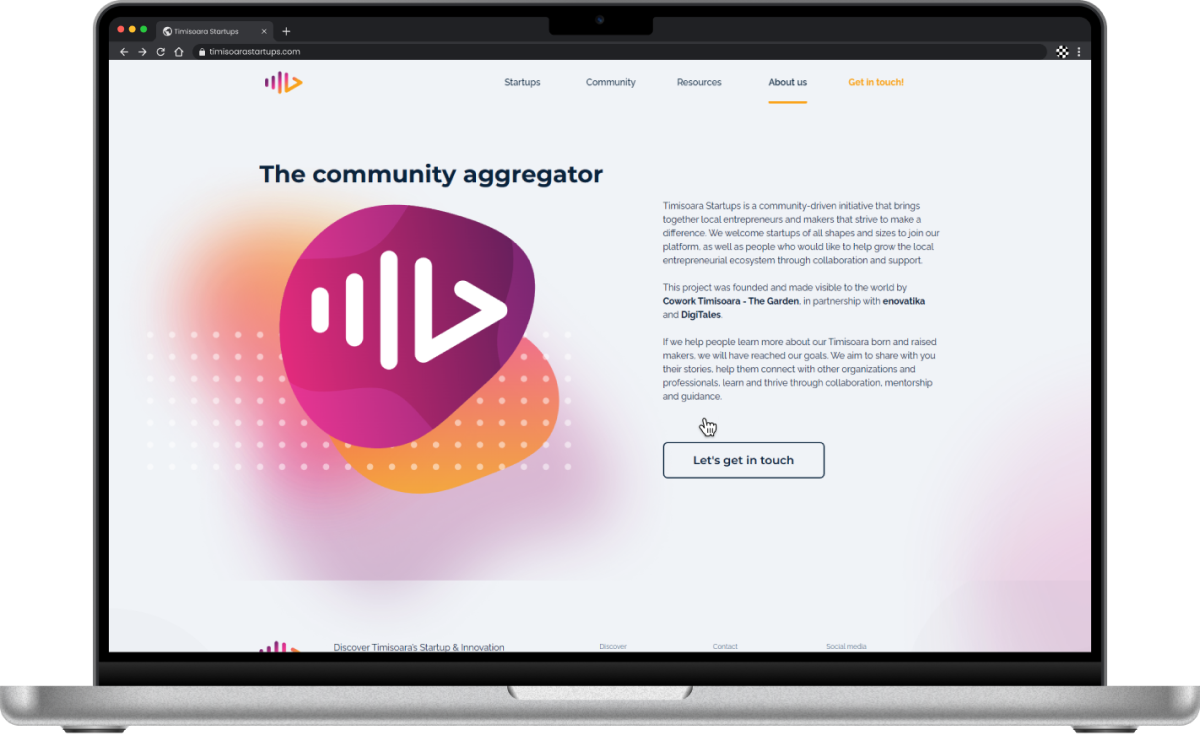 Timisoara Startups
timisoarastartups.com
Startups Community Resources About us Get in touch!
The community aggregator
Timisoara Startups is a community-driven initiative that brings
together local entrepreneurs and makers that strive to make a
difference. We welcome startups of all shapes and sizes to join our
platform, as well as people who would like to help grow the local
entrepreneurial ecosystem through collaboration and support.
This project was founded and made visible to the world by
Cowork Timisoara - The Garden, in partnership with enovatika
and DigiTales.
If we help people learn more about our Timisoara born and raised
makers, we will have reached our goals. We aim to share with you
their stories, help them connect with other organizations and
professionals, learn and thrive through collaboration, mentorship
and guidance.
Let's get in touch
Discover Timisoara's Startup & Innovation
Discover Contact Social media